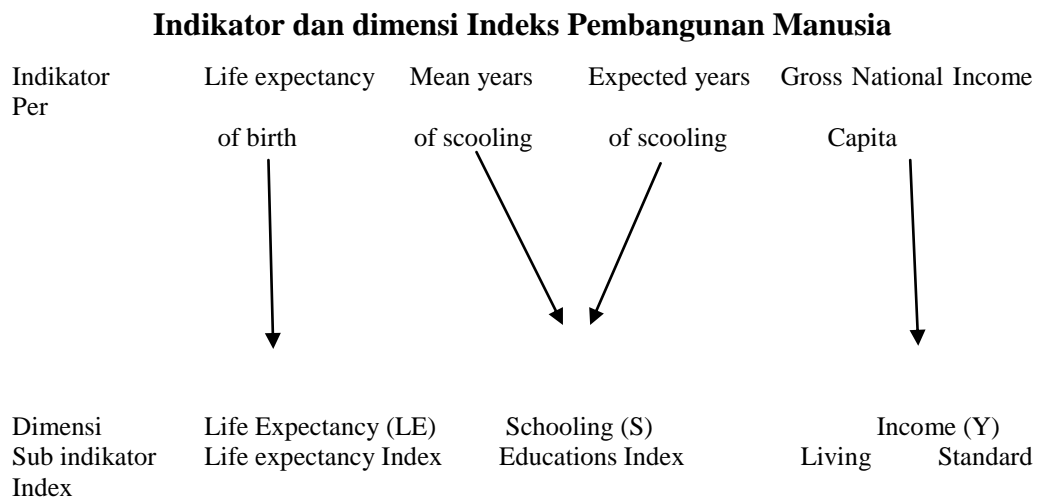 Indikator dan dimensi Indeks Pembangunan Manusia
Indikator Life expectancy Mean years Expected years Gross National Income
Per
of birth of scooling of scooling Capita
Dimensi Life Expectancy (LE) Schooling (S) Income (Y)
Sub indikator Life expectancy Index Educations Index Living Standard
Index